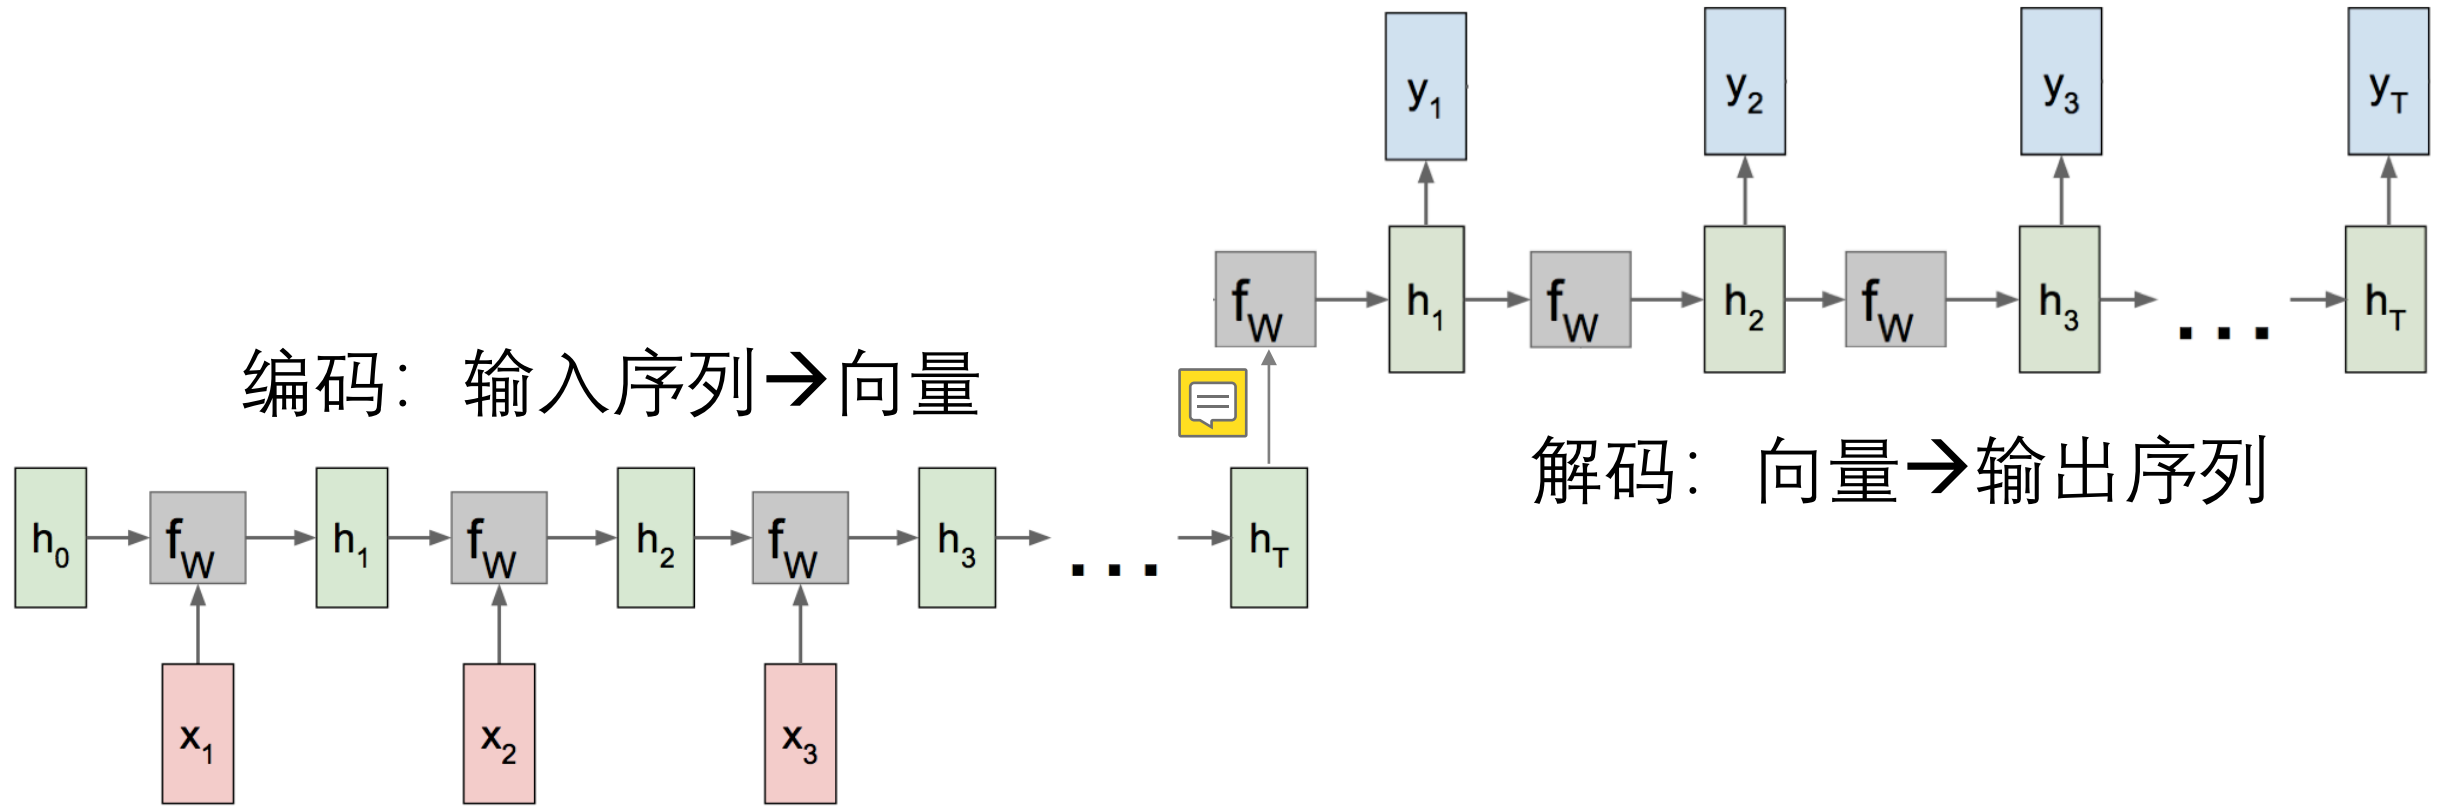 y1 y2 y3 yT
fW h1 fW h2 fW h3 ... hT
编码：输入序列→向量
解码：向量→输出序列
h0 fW h1 fW h2 fW h3 ... hT
x1 x2 x3